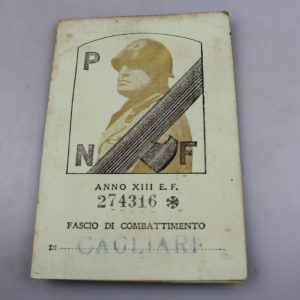 P
N F
ANNO XIII E. F.
274316
FASCIO DI COMBATTIMENTO
DI CAGLIARI